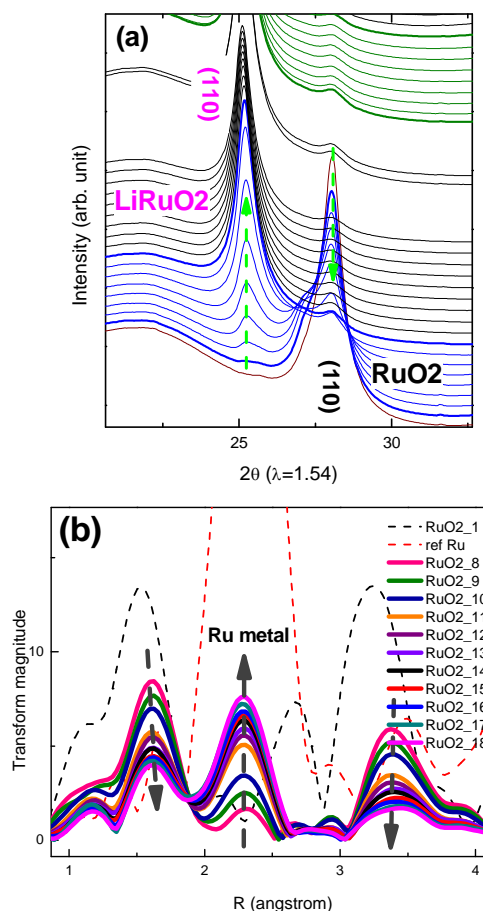 (a)
(110)
LiRuO2
RuO2
(110)
Intensity (arb. unit)
25
30
2θ (λ=1.54)
(b)
RuO2_1
ref Ru
RuO2_8
RuO2_9
RuO2_10
RuO2_11
RuO2_12
RuO2_13
RuO2_14
RuO2_15
RuO2_16
RuO2_17
RuO2_18
Ru metal
Transform magnitude
10
0
1
2
3
4
R (angstrom)